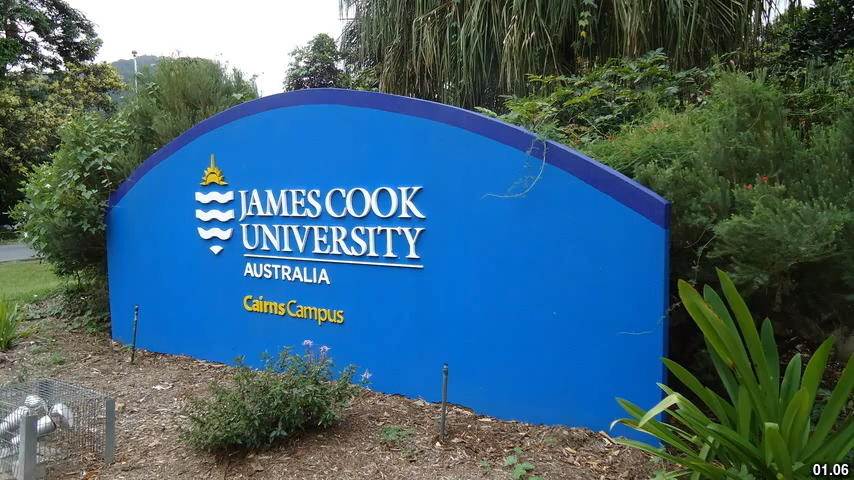 JAMES COOK
UNIVERSITY
AUSTRALIA
Cairns Campus
01.06